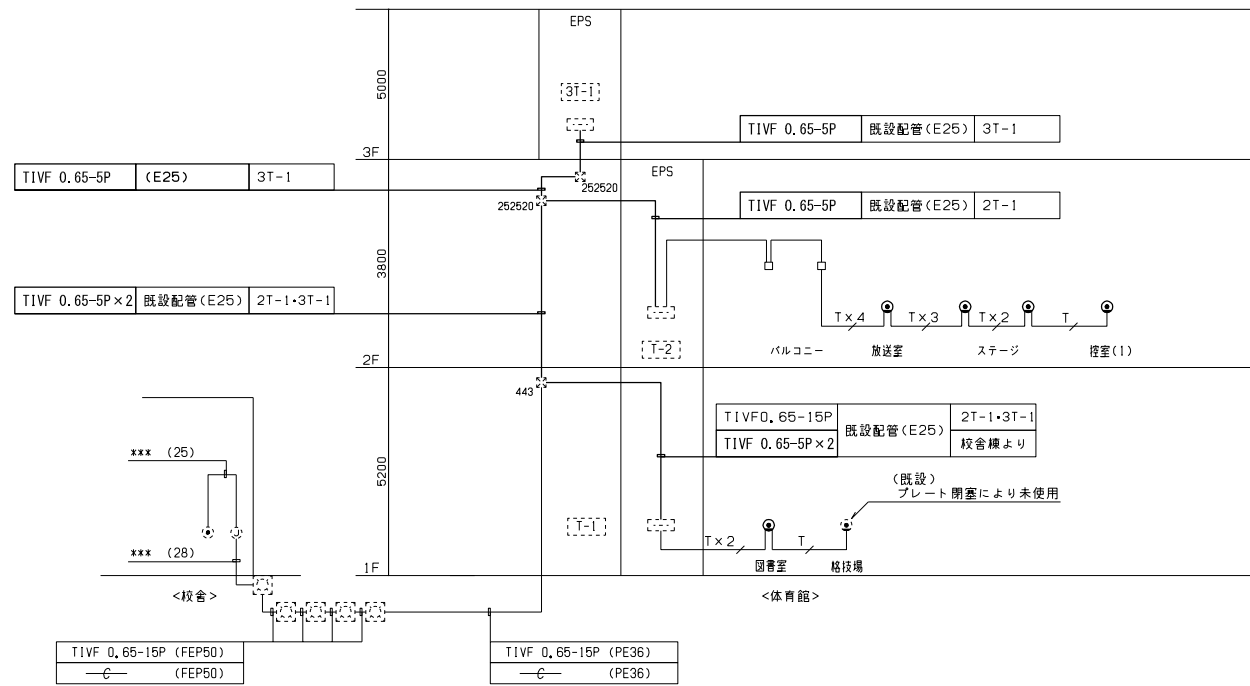 EPS
5000
3T-1
TIVF 0.65-5P 既設配管(E25) 3T-1
3F
TIVF 0.65-5P (E25) 3T-1
EPS
252520
252520
TIVF 0.65-5P 既設配管(E25) 2T-1
3800
TIVF 0.65-5P×2 既設配管(E25) 2T-1・3T-1
T×4 T×3 T×2 T
T-2
バルコニー 放送室 ステージ 控室(1)
2F
443
TIVF0.65-15P 既設配管(E25) 2T-1・3T-1
TIVF 0.65-5P×2 校舎棟より
*** (25)
5200
(既設)
プレート閉塞により未使用
T-1
*** (28)
T×2 T
図書室 格技場
1F
<校舎> <体育館>
TIVF 0.65-15P (FEP50)
C (FEP50)
TIVF 0.65-15P (PE36)
C (PE36)